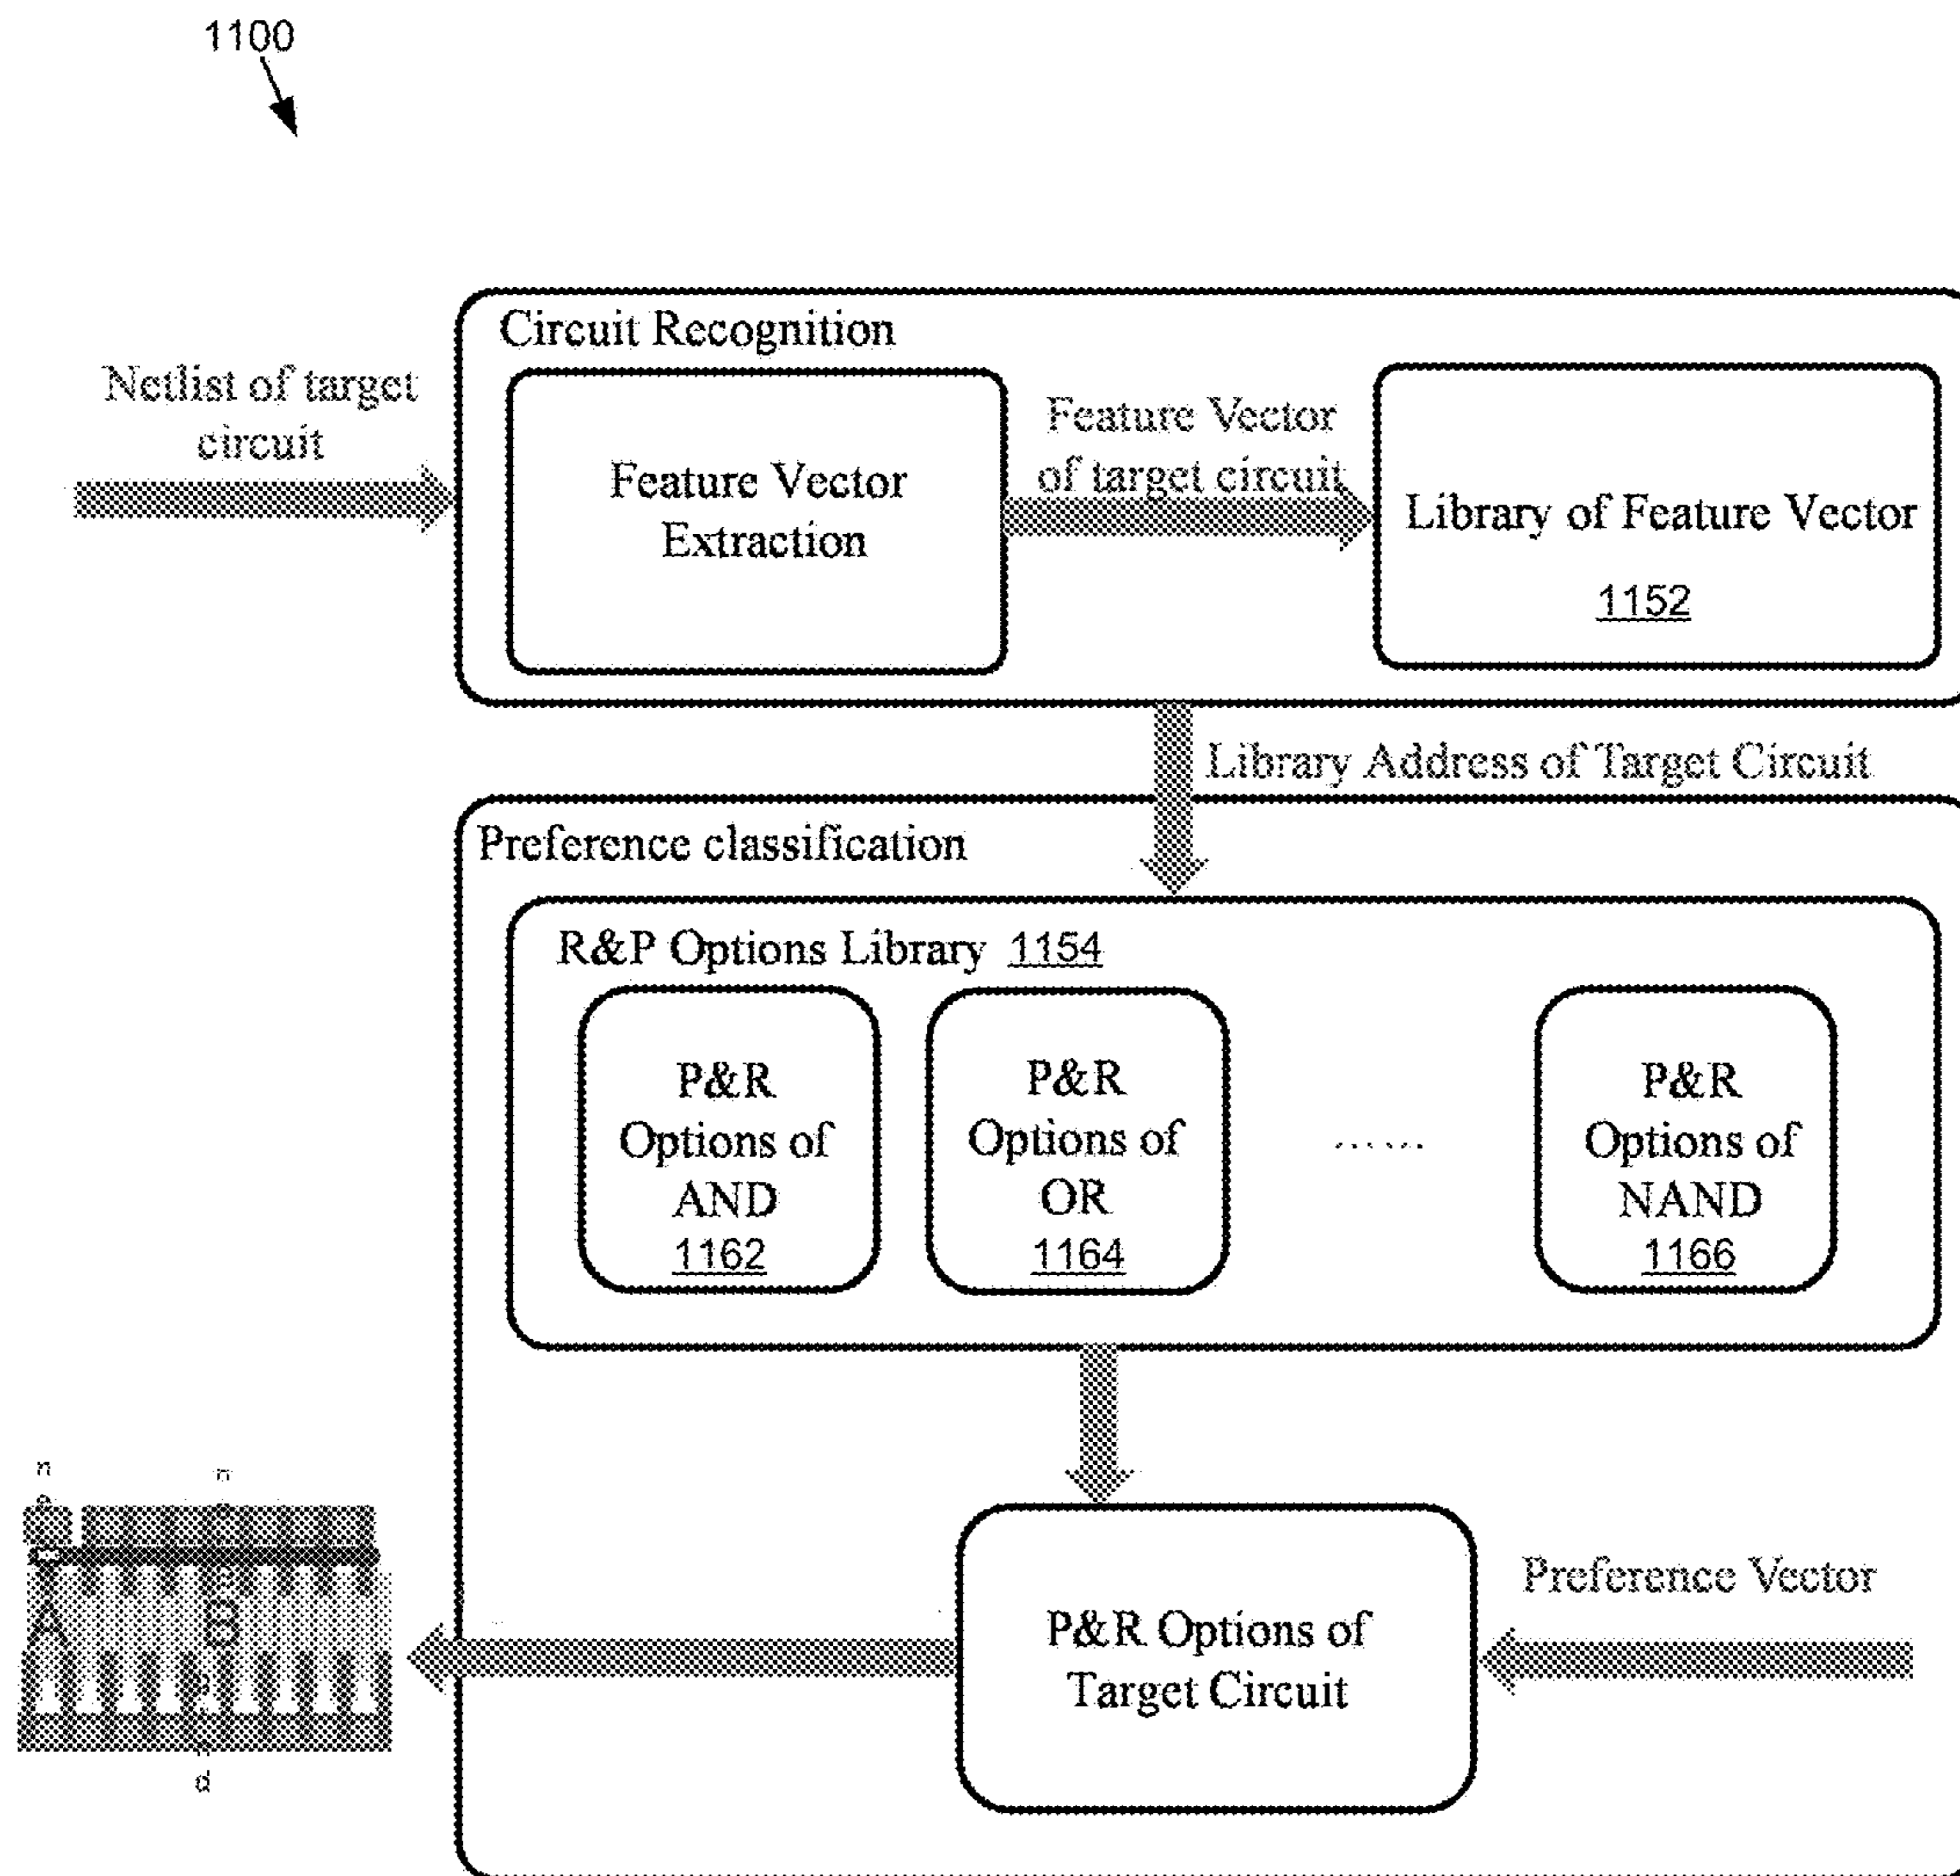 1100
Circuit Recognition
Netlist of target
circuit
Feature Vector
Extraction
Feature Vector
of target circuit
Library of Feature Vector
1152
Library Address of Target Circuit
Preference classification
R&P Options Library 1154
P&R
Options of
AND
1162
P&R
Options of
OR
1164
......
P&R
Options of
NAND
1166
n
n
A
B
d
P&R Options of
Target Circuit
Preference Vector